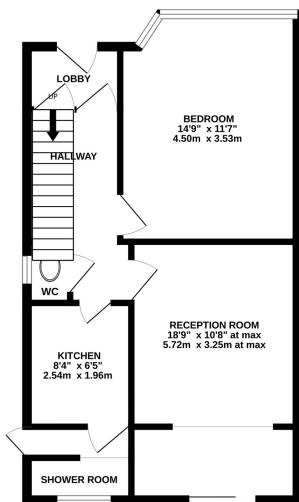 LOBBY
UP
HALLWAY
BEDROOM
14'9" x 11'7"
4.50m x 3.53m
WC
RECEPTION ROOM
18'9" x 10'8" at max
5.72m x 3.25m at max
KITCHEN
8'4" x 6'5"
2.54m x 1.96m
SHOWER ROOM